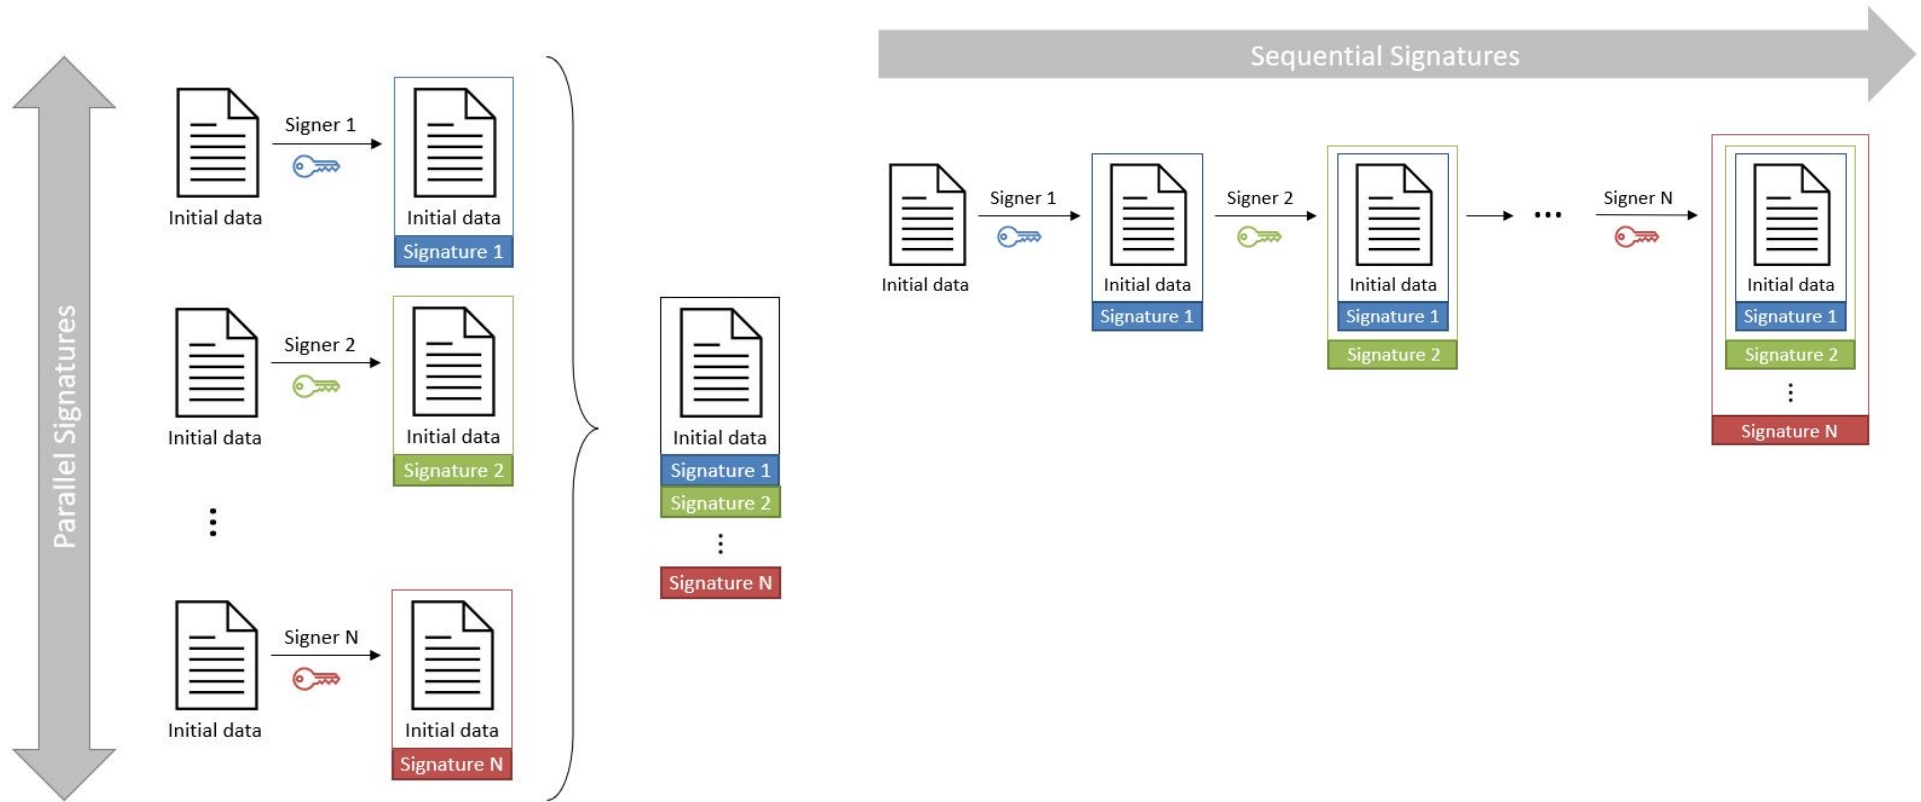 Parallel Signatures
Signer 1
Initial data
Initial data
Signature 1
Signer 2
Initial data
Initial data
Signature 2
Signer N
Initial data
Initial data
Signature N
Initial data
Signature 1
Signature 2
Signature N
Sequential Signatures
Initial data
Signer 1
Initial data
Signature 1
Signer 2
Initial data
Signature 1
Signature 2
Signer N
Initial data
Signature 1
Signature 2
Signature N